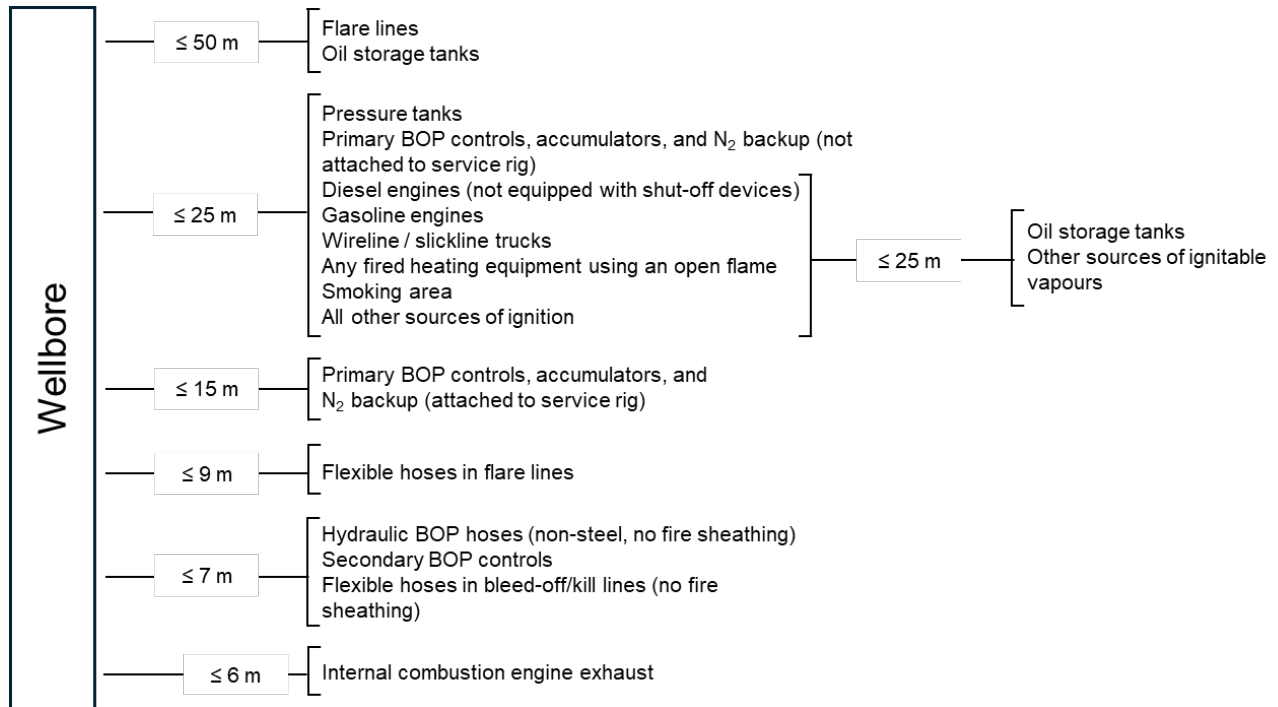 Wellbore
≤ 50 m
Flare lines
Oil storage tanks
≤ 25 m
Pressure tanks
Primary BOP controls, accumulators, and N₂ backup (not
attached to service rig)
Diesel engines (not equipped with shut-off devices)
Gasoline engines
Wireline / slickline trucks
Any fired heating equipment using an open flame
Smoking area
All other sources of ignition
≤ 25 m
Oil storage tanks
Other sources of ignitable
vapours
≤ 15 m
Primary BOP controls, accumulators, and
N₂ backup (attached to service rig)
≤ 9 m
Flexible hoses in flare lines
≤ 7 m
Hydraulic BOP hoses (non-steel, no fire sheathing)
Secondary BOP controls
Flexible hoses in bleed-off/kill lines (no fire
sheathing)
≤ 6 m
Internal combustion engine exhaust